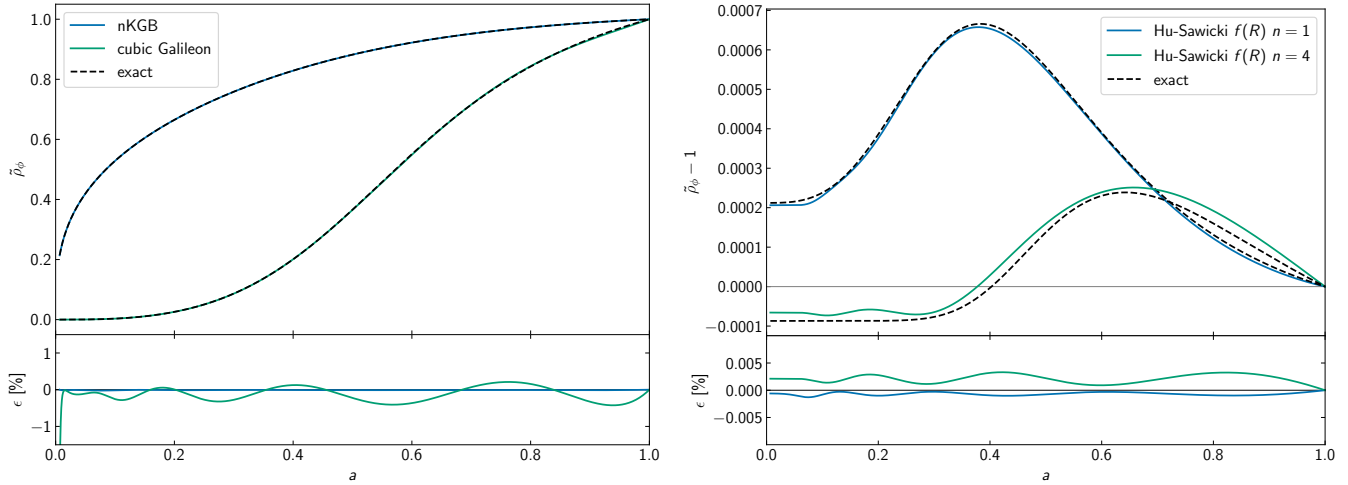 nKGB
cubic Galileon
exact
1.0
0.8
0.6
0.4
0.2
0.0
ρ̃_ϕ
1
0
−1
ϵ [%]
0.0 0.2 0.4 0.6 0.8 1.0
a
Hu-Sawicki f(R) n = 1
Hu-Sawicki f(R) n = 4
exact
0.0007
0.0006
0.0005
0.0004
0.0003
0.0002
0.0001
0.0000
−0.0001
ρ̃_ϕ − 1
0.005
0.000
−0.005
ϵ [%]
0.0 0.2 0.4 0.6 0.8 1.0
a